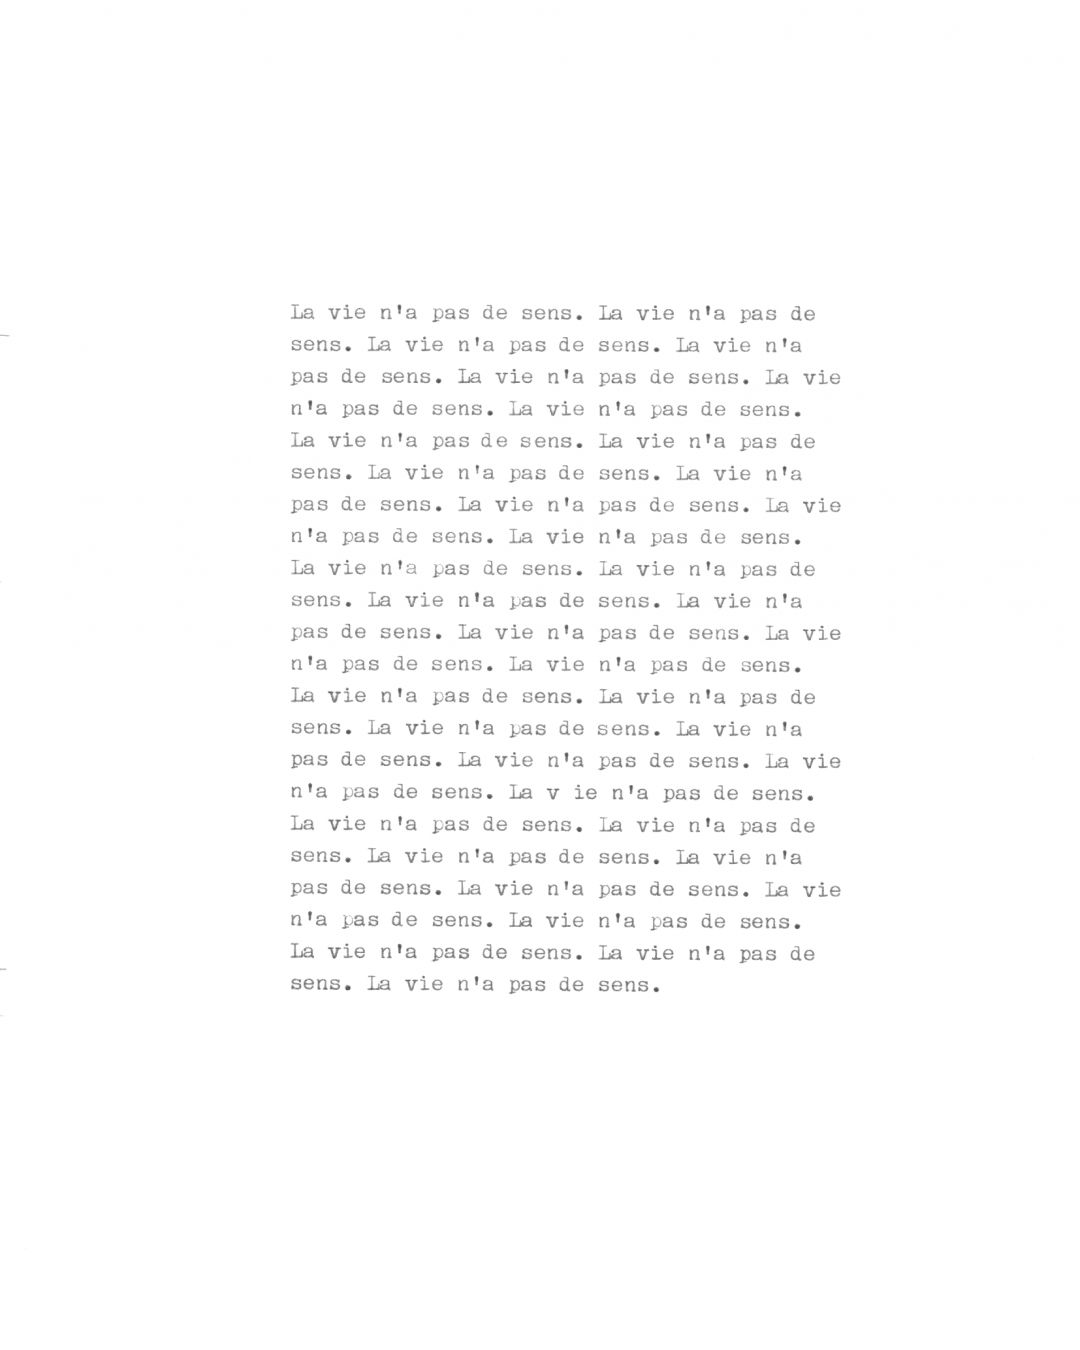 La vie n'a pas de sens. La vie n'a pas de
sens. La vie n'a pas de sens. La vie n'a
pas de sens. La vie n'a pas de sens. La vie
n'a pas de sens. La vie n'a pas de sens.
La vie n'a pas de sens. La vie n'a pas de
sens. La vie n'a pas de sens. La vie n'a
pas de sens. La vie n'a pas de sens. La vie
n'a pas de sens. La vie n'a pas de sens.
La vie n'a pas de sens. La vie n'a pas de
sens. La vie n'a pas de sens. La vie n'a
pas de sens. La vie n'a pas de sens. La vie
n'a pas de sens. La vie n'a pas de sens.
La vie n'a pas de sens. La vie n'a pas de
sens. La vie n'a pas de sens. La vie n'a
pas de sens. La vie n'a pas de sens. La vie
n'a pas de sens. La v ie n'a pas de sens.
La vie n'a pas de sens. La vie n'a pas de
sens. La vie n'a pas de sens. La vie n'a
pas de sens. La vie n'a pas de sens. La vie
n'a pas de sens. La vie n'a pas de sens.
La vie n'a pas de sens. La vie n'a pas de
sens. La vie n'a pas de sens.